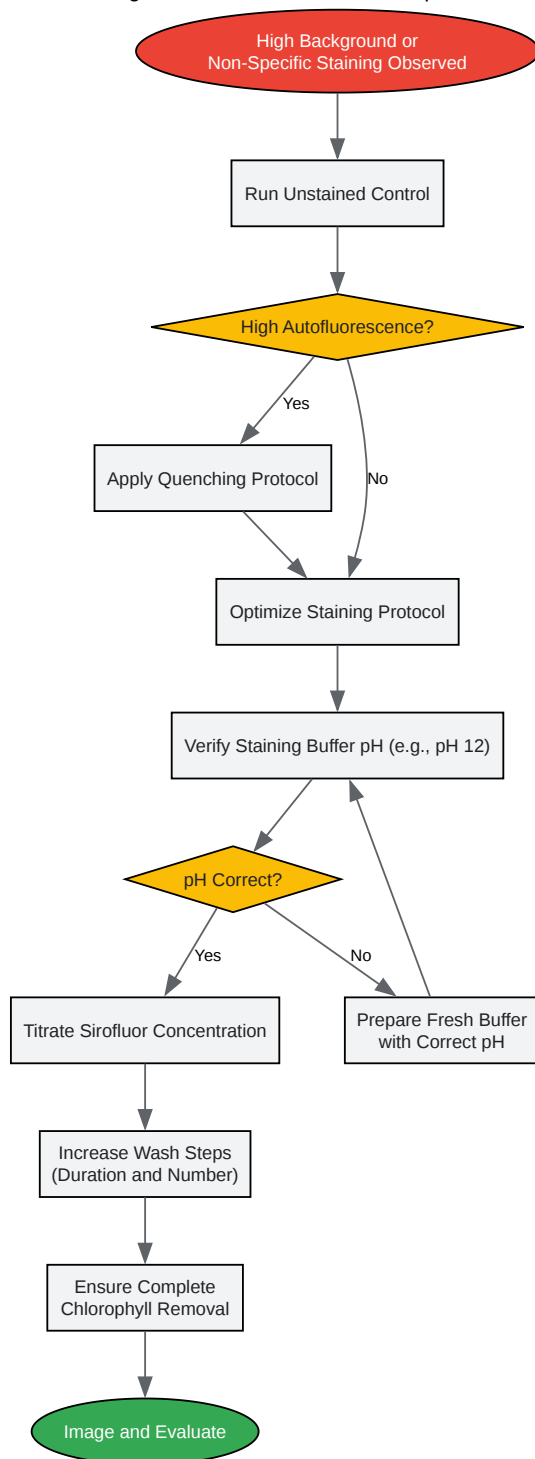 High Background or
Non-Specific Staining Observed
Run Unstained Control
High Autofluorescence?
Yes
Apply Quenching Protocol
No
Optimize Staining Protocol
Verify Staining Buffer pH (e.g., pH 12)
pH Correct?
Yes
No
Titrate Sirofluor Concentration
Prepare Fresh Buffer
with Correct pH
Increase Wash Steps
(Duration and Number)
Ensure Complete
Chlorophyll Removal
Image and Evaluate